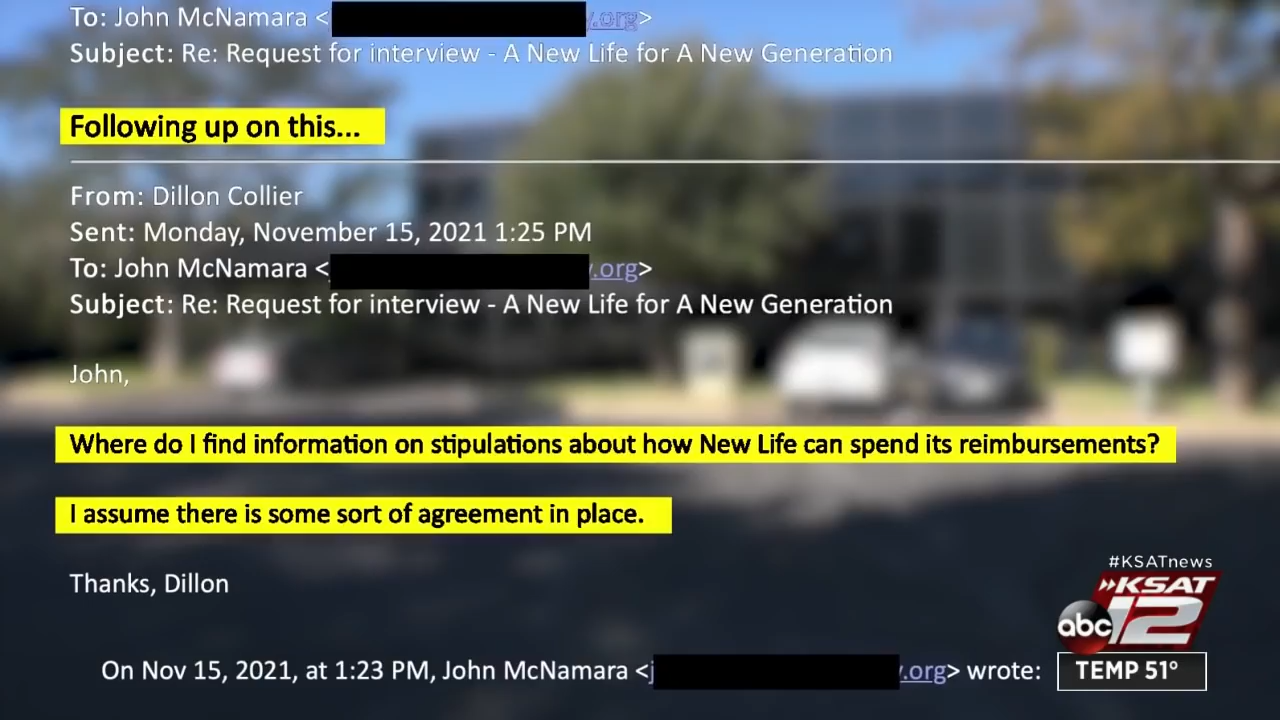 To: John McNamara < .org>
Subject: Re: Request for interview - A New Life for A New Generation
Following up on this...
From: Dillon Collier
Sent: Monday, November 15, 2021 1:25 PM
To: John McNamara < .org>
Subject: Re: Request for interview - A New Life for A New Generation
John,
Where do I find information on stipulations about how New Life can spend its reimbursements?
I assume there is some sort of agreement in place.
Thanks, Dillon
On Nov 15, 2021, at 1:23 PM, John McNamara <j .org> wrote:
#KSATnews
KSAT
abc 12
TEMP 51°